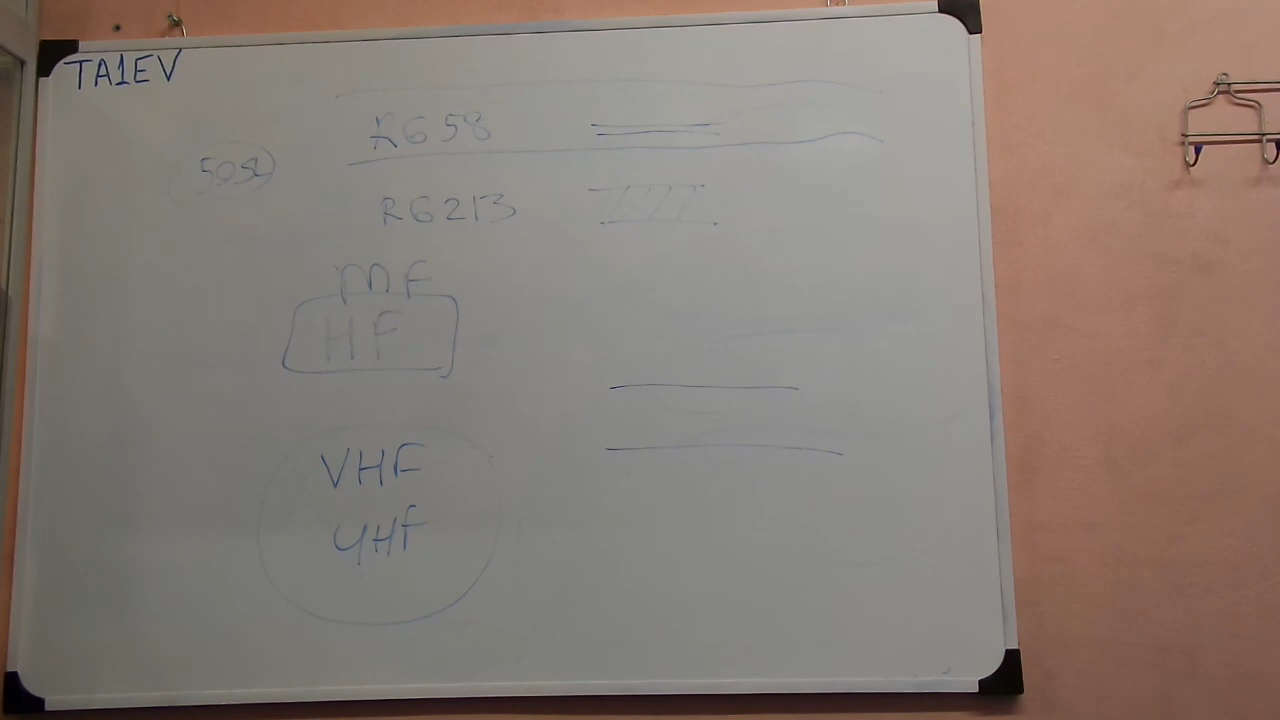 TA1EV
RG58
50Ω
RG213
MF
HF
VHF
UHF